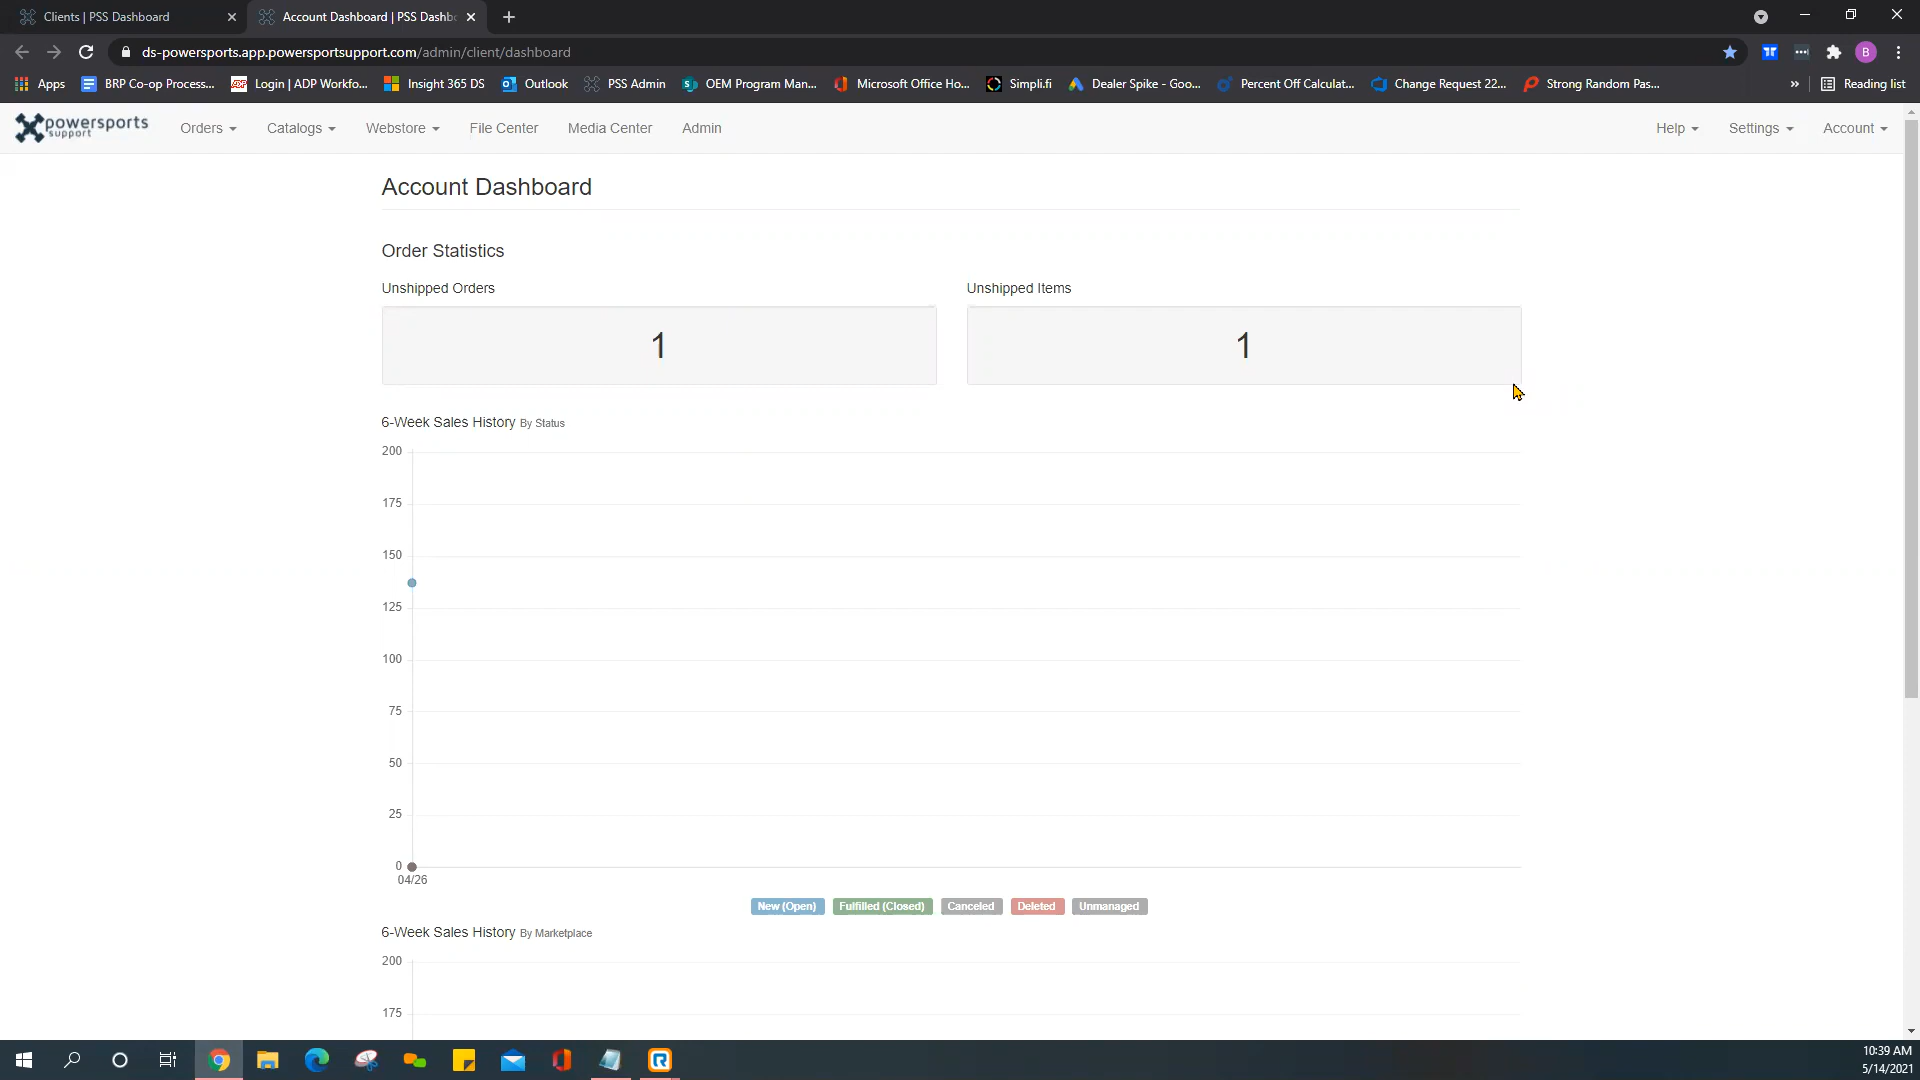 Clients | PSS Dashboard
Account Dashboard | PSS Dashbo
ds-powersports.app.powersportsupport.com/admin/client/dashboard
Apps
BRP Co-op Process...
Login | ADP Workfo...
Insight 365 DS
Outlook
PSS Admin
OEM Program Man...
Microsoft Office Ho...
Simpli.fi
Dealer Spike - Goo...
Percent Off Calculat...
Change Request 22...
Strong Random Pas...
»
Reading list
powersports
support
Orders
Catalogs
Webstore
File Center
Media Center
Admin
Help
Settings
Account
Account Dashboard
Order Statistics
Unshipped Orders
Unshipped Items
1
1
6-Week Sales History By Status
200
175
150
125
100
75
50
25
0
04/26
New (Open)
Fulfilled (Closed)
Canceled
Deleted
Unmanaged
6-Week Sales History By Marketplace
200
175
10:39 AM
5/14/2021